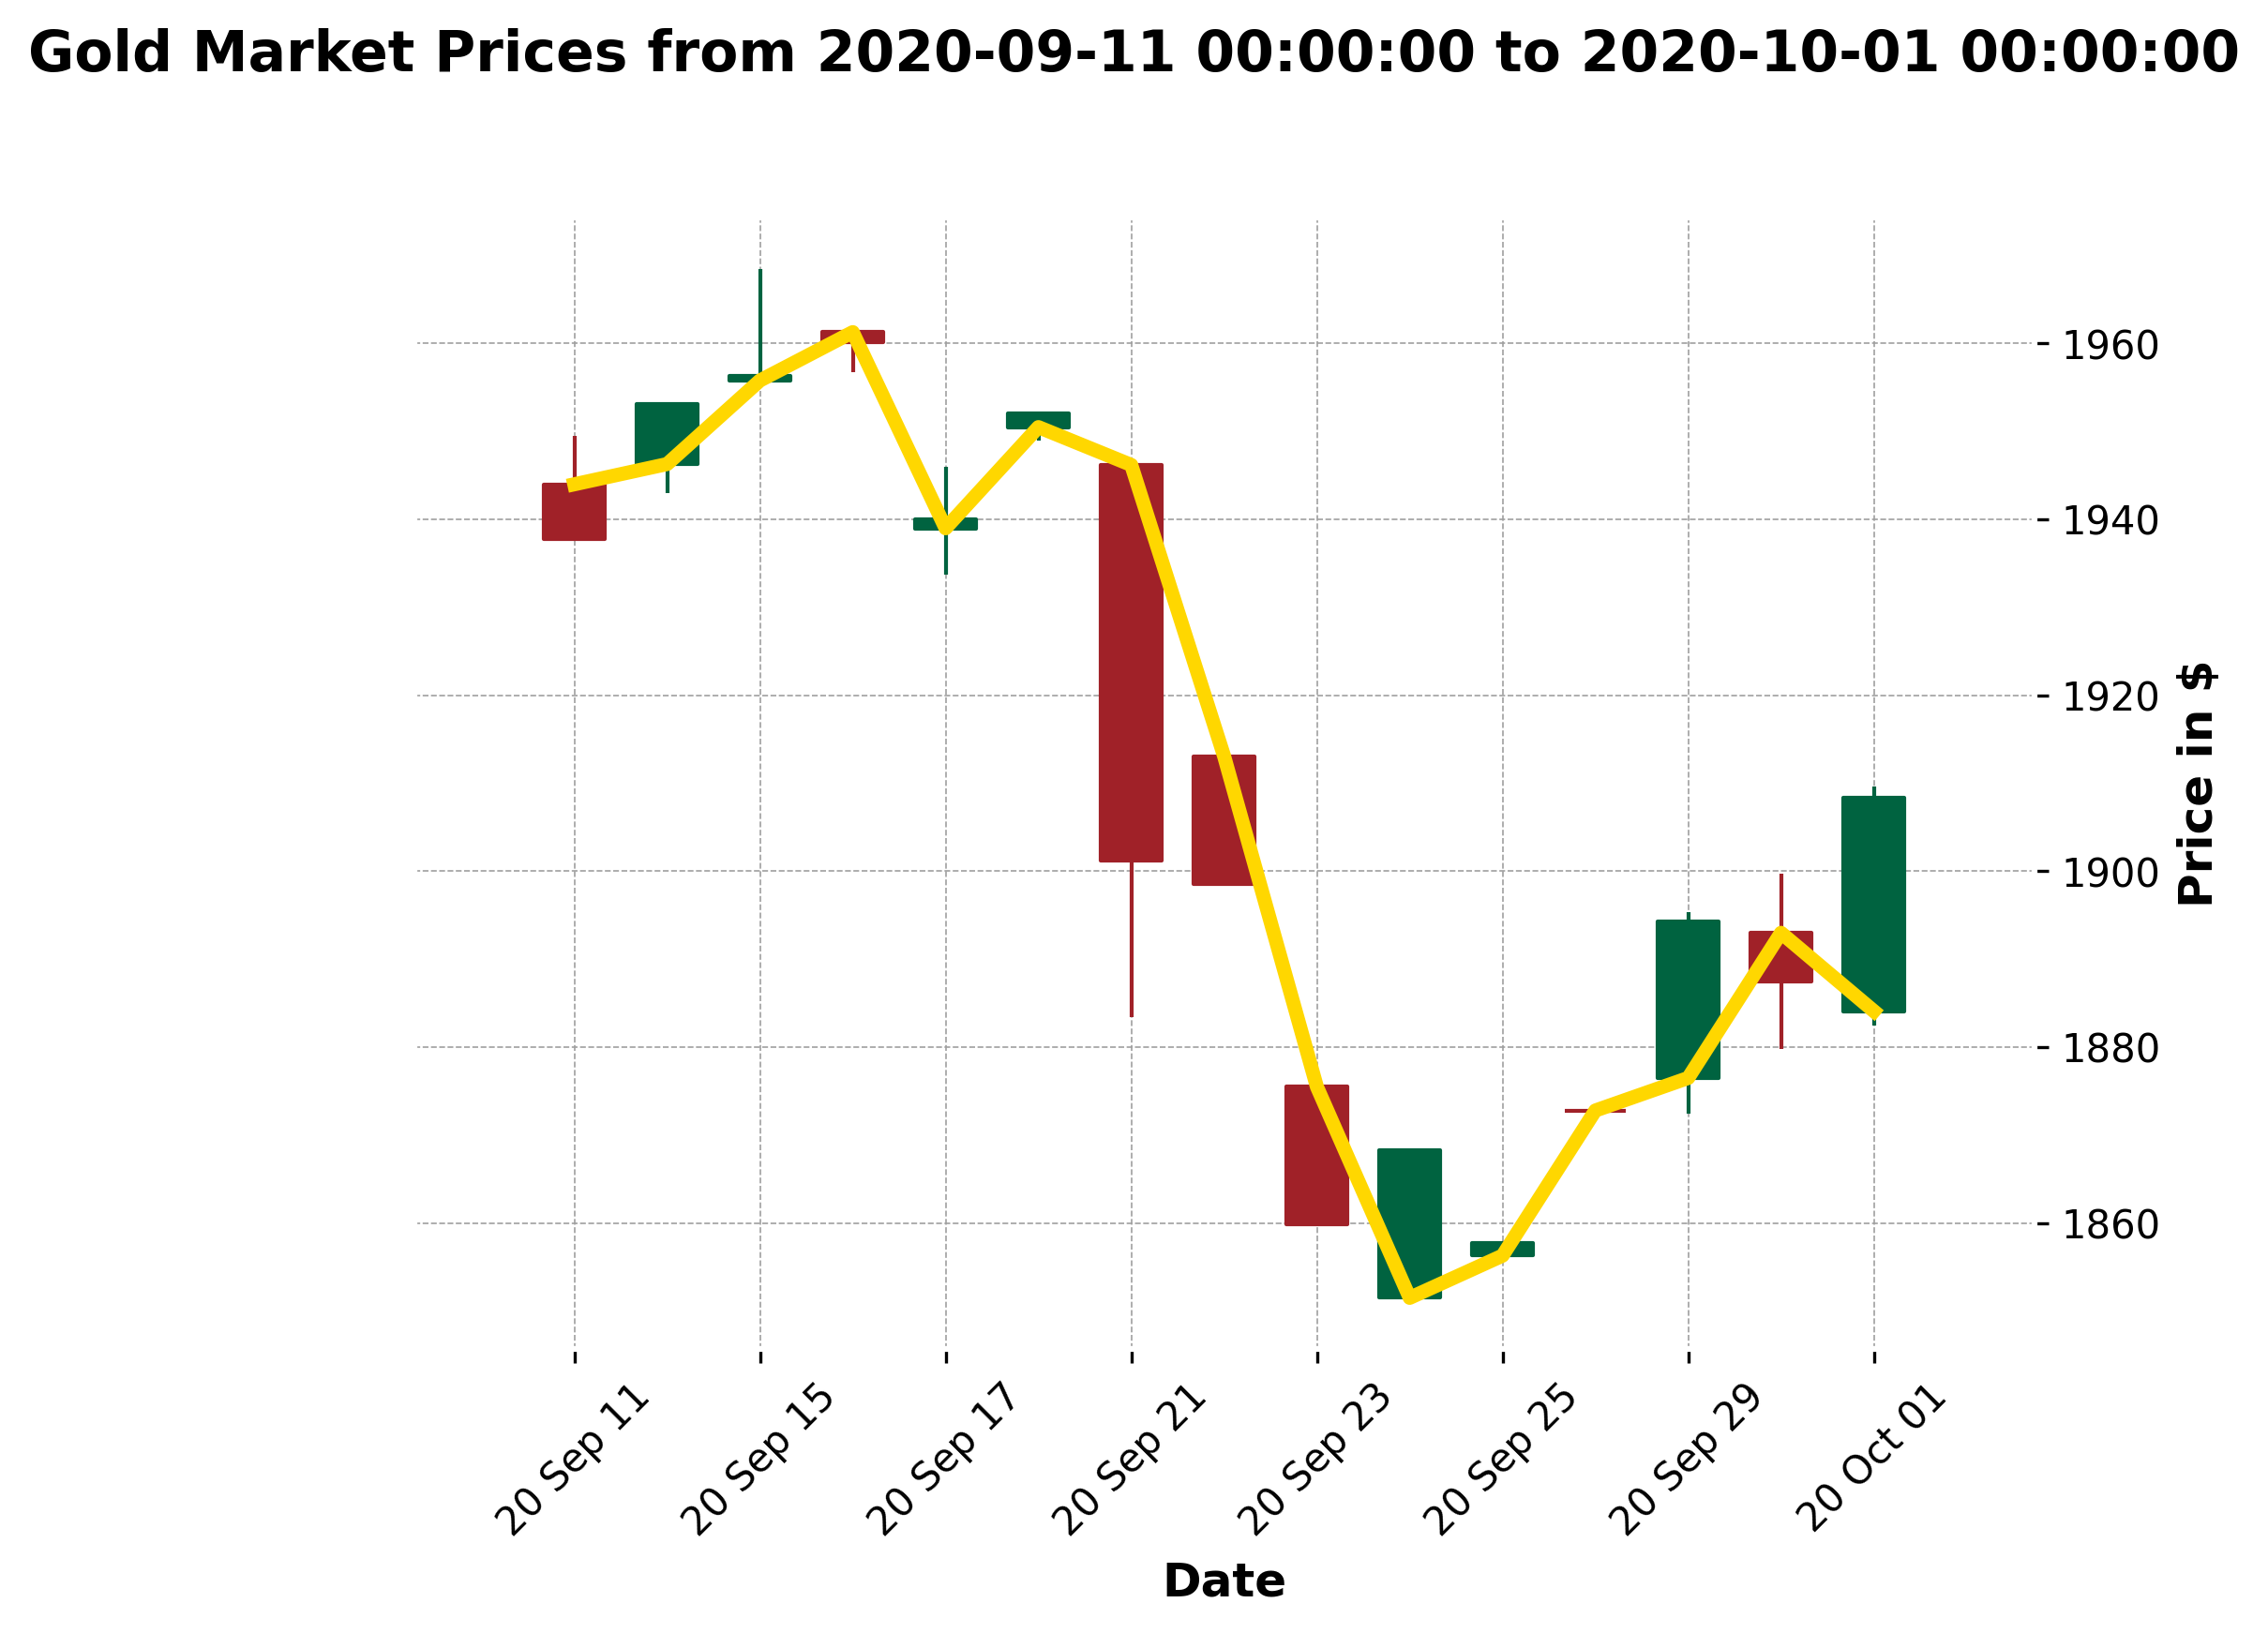 Gold Market Prices from 2020-09-11 00:00:00 to 2020-10-01 00:00:00
1960
1940
1920
1900
1880
1860
Price in $
20 Sep 11
20 Sep 15
20 Sep 17
20 Sep 21
20 Sep 23
20 Sep 25
20 Sep 29
20 Oct 01
Date